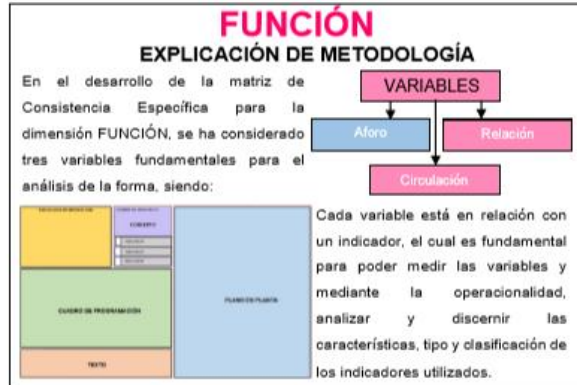 FUNCIÓN
EXPLICACIÓN DE METODOLOGÍA
En el desarrollo de la matriz de
Consistencia Específica para la
dimensión FUNCIÓN, se ha considerado
tres variables fundamentales para el
análisis de la forma, siendo:
VARIABLES
Aforo
Relación
Circulación
CONCEPTO
CUADRO DE PROGRAMACIÓN
TEXTO
PLANO EN PLANTA
Cada variable está en relación con
un indicador, el cual es fundamental
para poder medir las variables y
mediante la operacionalidad,
analizar y discernir las
características, tipo y clasificación de
los indicadores utilizados.